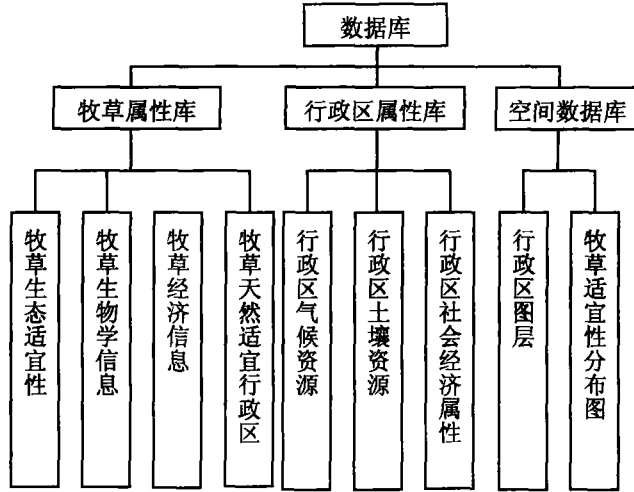 数据库
牧草属性库
行政区属性库
空间数据库
牧草生态适宜性
牧草生物学信息
牧草经济信息
牧草天然适宜行政区
行政区气候资源
行政区土壤资源
行政区社会经济属性
行政区图层
牧草适宜性分布图